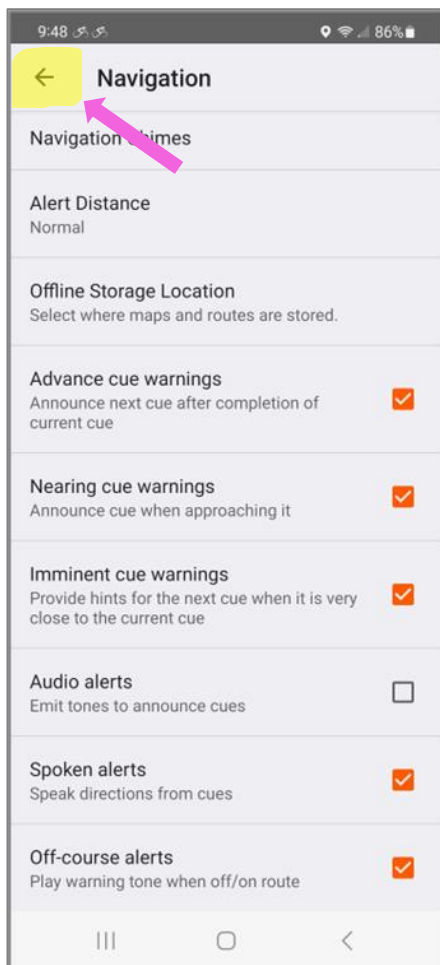 9:48 86%
Navigation
Navigation Chimes
Alert Distance
Normal
Offline Storage Location
Select where maps and routes are stored.
Advance cue warnings
Announce next cue after completion of
current cue
Nearing cue warnings
Announce cue when approaching it
Imminent cue warnings
Provide hints for the next cue when it is very
close to the current cue
Audio alerts
Emit tones to announce cues
Spoken alerts
Speak directions from cues
Off-course alerts
Play warning tone when off/on route